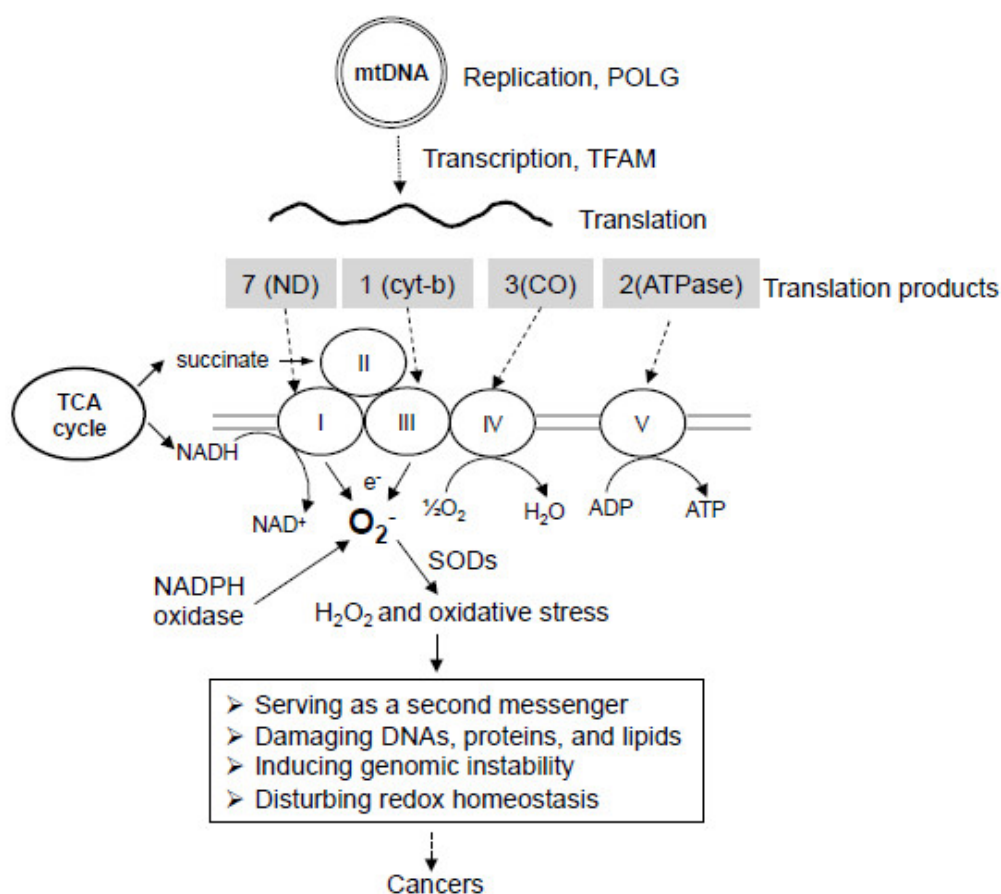 mtDNA
Replication, POLG
Transcription, TFAM
Translation
7 (ND)
1 (cyt-b)
3(CO)
2(ATPase)
Translation products
TCA
cycle
succinate
NADH
NAD⁺
II
I
III
IV
V
e⁻
O₂⁻
½O₂
H₂O
ADP
ATP
SODs
NADPH
oxidase
H₂O₂ and oxidative stress
➢ Serving as a second messenger
➢ Damaging DNAs, proteins, and lipids
➢ Inducing genomic instability
➢ Disturbing redox homeostasis
Cancers